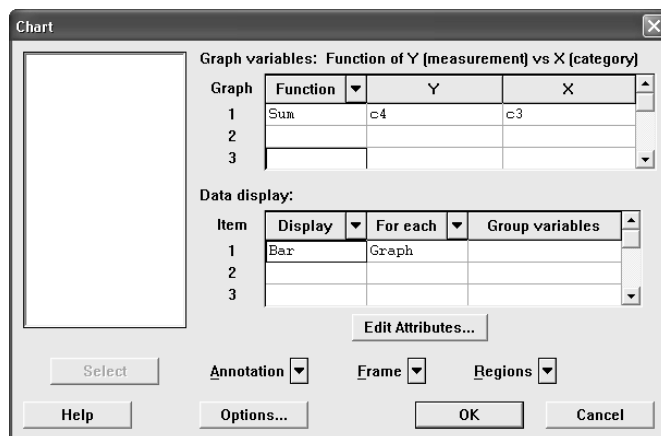 Chart
Graph variables: Function of Y (measurement) vs X (category)
Graph Function Y X
1 Sum c4 c3
2
3
Data display:
Item Display For each Group variables
1 Bar Graph
2
3
Edit Attributes...
Select Annotation Frame Regions
Help Options... OK Cancel